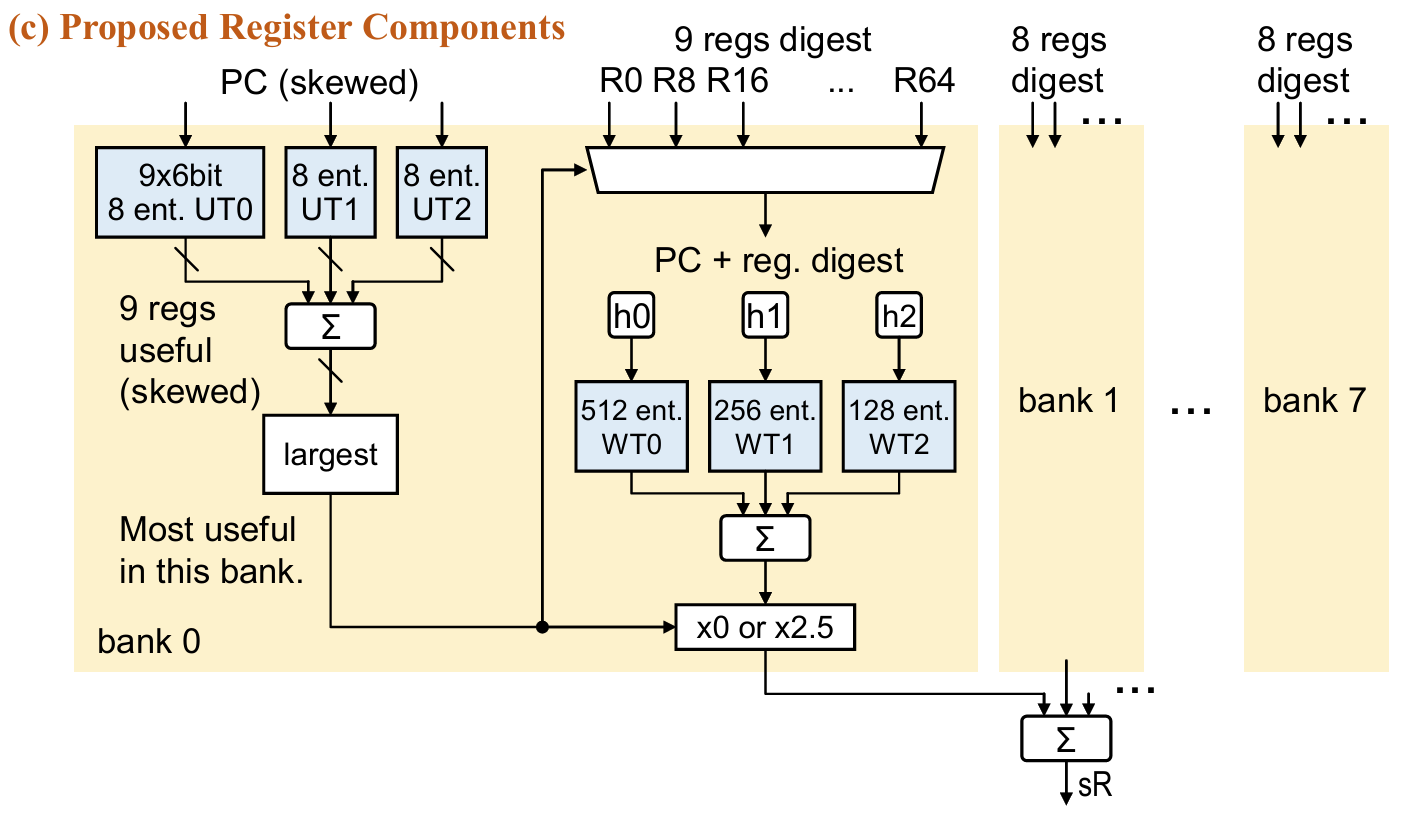 (c) Proposed Register Components
PC (skewed)
9 regs digest
R0 R8 R16 ... R64
8 regs
digest
...
8 regs
digest
...
9x6bit
8 ent. UT0
8 ent.
UT1
8 ent.
UT2
9 regs
useful
(skewed)
Σ
largest
Most useful
in this bank.
bank 0
PC + reg. digest
h0
h1
h2
512 ent.
WT0
256 ent.
WT1
128 ent.
WT2
Σ
x0 or x2.5
bank 1
...
bank 7
...
Σ
sR